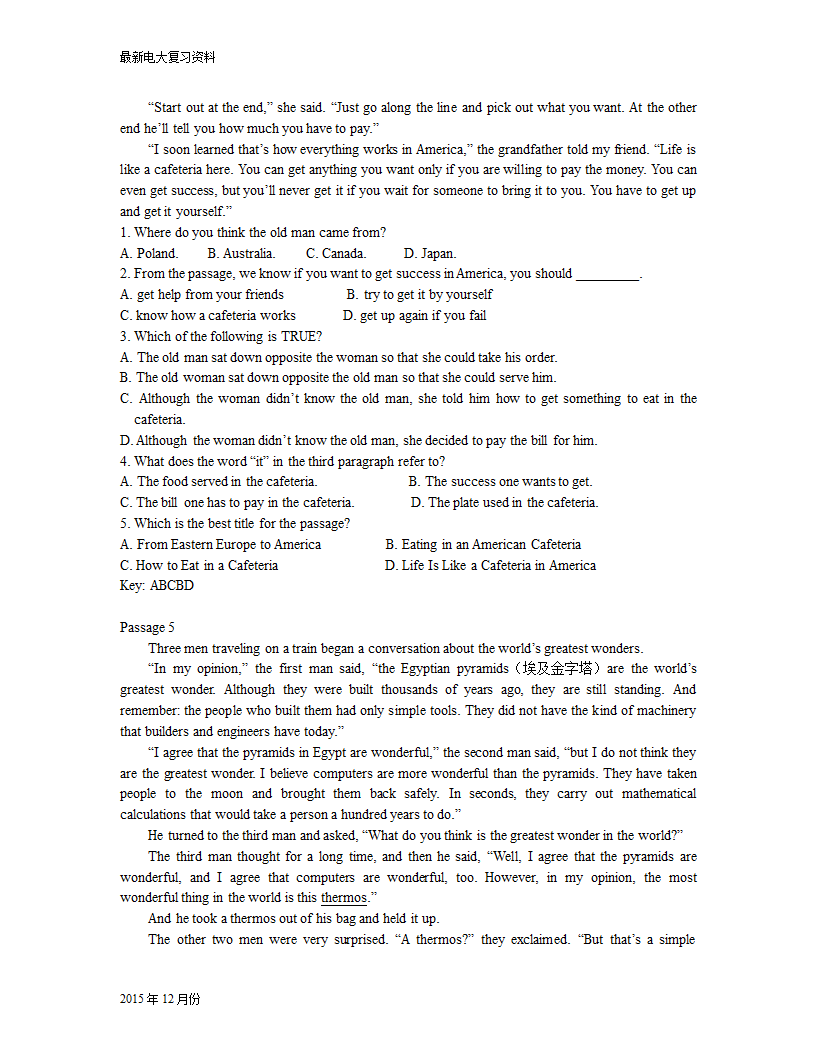 最新电大复习资料
“Start out at the end,” she said. “Just go along the line and pick out what you want. At the other
end he’ll tell you how much you have to pay.”
“I soon learned that’s how everything works in America,” the grandfather told my friend. “Life is
like a cafeteria here. You can get anything you want only if you are willing to pay the money. You can
even get success, but you’ll never get it if you wait for someone to bring it to you. You have to get up
and get it yourself.”
1. Where do you think the old man came from?
A. Poland. B. Australia. C. Canada. D. Japan.
2. From the passage, we know if you want to get success in America, you should _________.
A. get help from your friends B. try to get it by yourself
C. know how a cafeteria works D. get up again if you fail
3. Which of the following is TRUE?
A. The old man sat down opposite the woman so that she could take his order.
B. The old woman sat down opposite the old man so that she could serve him.
C. Although the woman didn’t know the old man, she told him how to get something to eat in the
cafeteria.
D. Although the woman didn’t know the old man, she decided to pay the bill for him.
4. What does the word “it” in the third paragraph refer to?
A. The food served in the cafeteria. B. The success one wants to get.
C. The bill one has to pay in the cafeteria. D. The plate used in the cafeteria.
5. Which is the best title for the passage?
A. From Eastern Europe to America B. Eating in an American Cafeteria
C. How to Eat in a Cafeteria D. Life Is Like a Cafeteria in America
Key: ABCBD
Passage 5
Three men traveling on a train began a conversation about the world’s greatest wonders.
“In my opinion,” the first man said, “the Egyptian pyramids（埃及金字塔）are the world’s
greatest wonder. Although they were built thousands of years ago, they are still standing. And
remember: the people who built them had only simple tools. They did not have the kind of machinery
that builders and engineers have today.”
“I agree that the pyramids in Egypt are wonderful,” the second man said, “but I do not think they
are the greatest wonder. I believe computers are more wonderful than the pyramids. They have taken
people to the moon and brought them back safely. In seconds, they carry out mathematical
calculations that would take a person a hundred years to do.”
He turned to the third man and asked, “What do you think is the greatest wonder in the world?”
The third man thought for a long time, and then he said, “Well, I agree that the pyramids are
wonderful, and I agree that computers are wonderful, too. However, in my opinion, the most
wonderful thing in the world is this thermos.”
And he took a thermos out of his bag and held it up.
The other two men were very surprised. “A thermos?” they exclaimed. “But that’s a simple
2015 年 12 月份